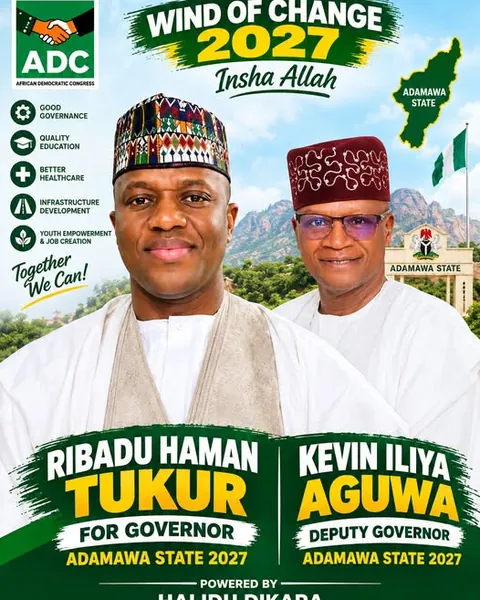 ADC
AFRICAN DEMOCRATIC CONGRESS
WIND OF CHANGE
2027
Insha Allah
ADAMAWA
STATE
GOOD
GOVERNANCE
QUALITY
EDUCATION
BETTER
HEALTHCARE
INFRASTRUCTURE
DEVELOPMENT
YOUTH EMPOWERMENT
& JOB CREATION
Together
We Can!
ADAMAWA STATE
RIBADU HAMAN
TUKUR
FOR GOVERNOR
ADAMAWA STATE 2027
KEVIN ILIYA
AGUWA
DEPUTY GOVERNOR
ADAMAWA STATE 2027
POWERED BY
HALIDU DIKARA